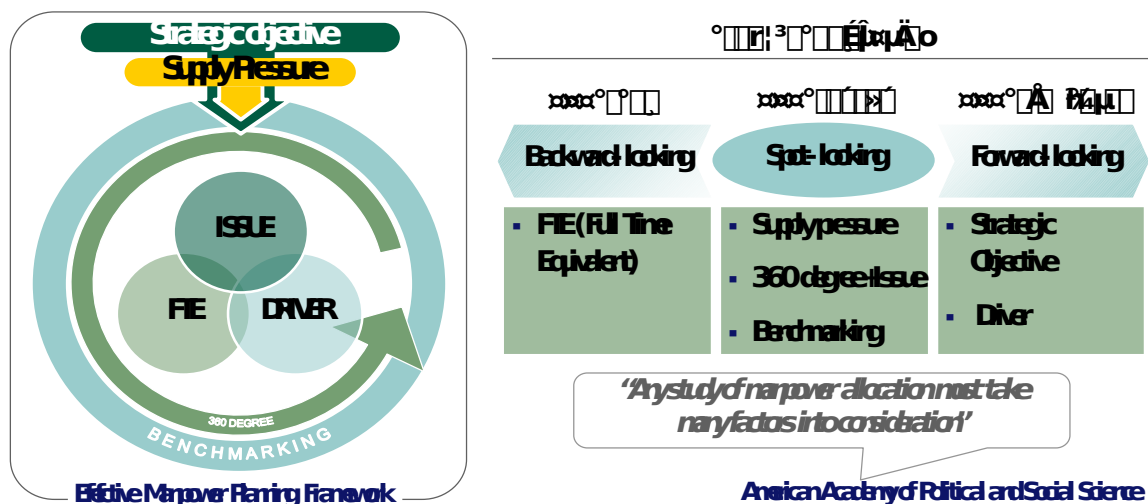 Strategic objective
Supply Pressure
ISSUE
FTE
DRIVER
360 DEGREE
BENCHMARKING
Effective Manpower Planning Framework
Backward-looking
Spot-looking
Forward-looking
▪ FTE (Full Time
Equivalent)
▪ Supply pressure
▪ 360-degree+Issue
▪ Benchmarking
▪ Strategic
Objective
▪ Driver
“Any study of manpower allocation must take
many factors into consideration”
American Academy of Political and Social Science